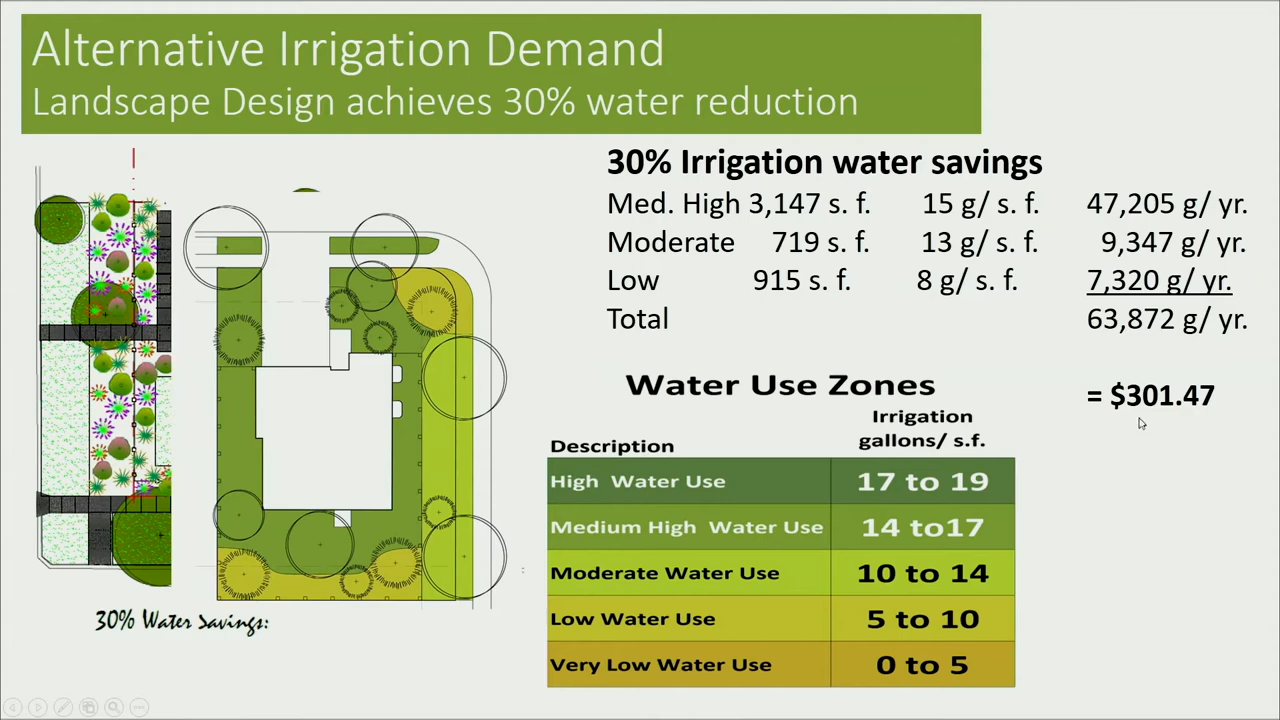 Alternative Irrigation Demand
Landscape Design achieves 30% water reduction
30% Irrigation water savings
Med. High 3,147 s. f. 15 g/ s. f. 47,205 g/ yr.
Moderate 719 s. f. 13 g/ s. f. 9,347 g/ yr.
Low 915 s. f. 8 g/ s. f. 7,320 g/ yr.
Total 63,872 g/ yr.
= $301.47
Water Use Zones
Irrigation
Description gallons/ s.f.
High Water Use 17 to 19
Medium High Water Use 14 to17
Moderate Water Use 10 to 14
Low Water Use 5 to 10
Very Low Water Use 0 to 5
30% Water Savings: